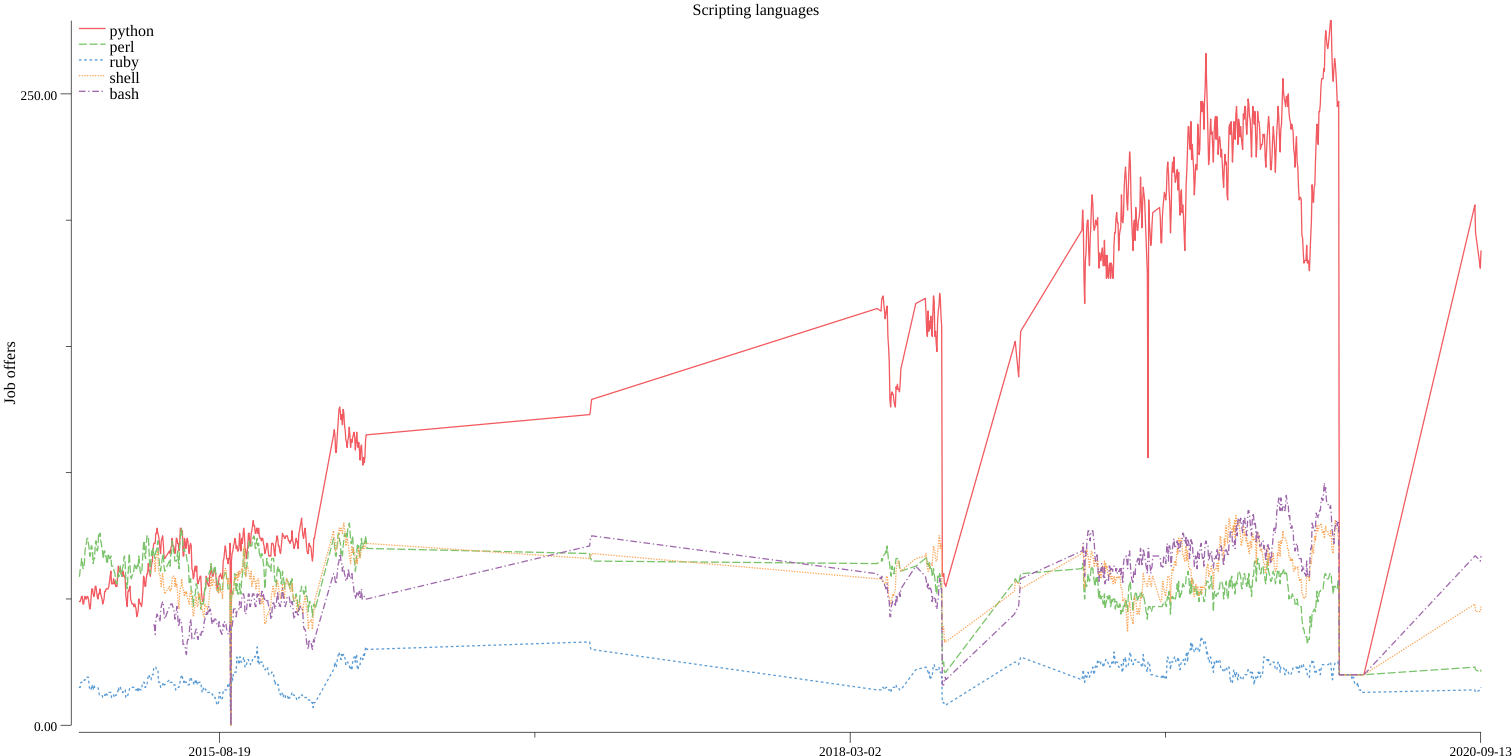 Scripting languages
python
perl
ruby
shell
bash
250.00
Job offers
0.00
2015-08-19
2018-03-02
2020-09-13